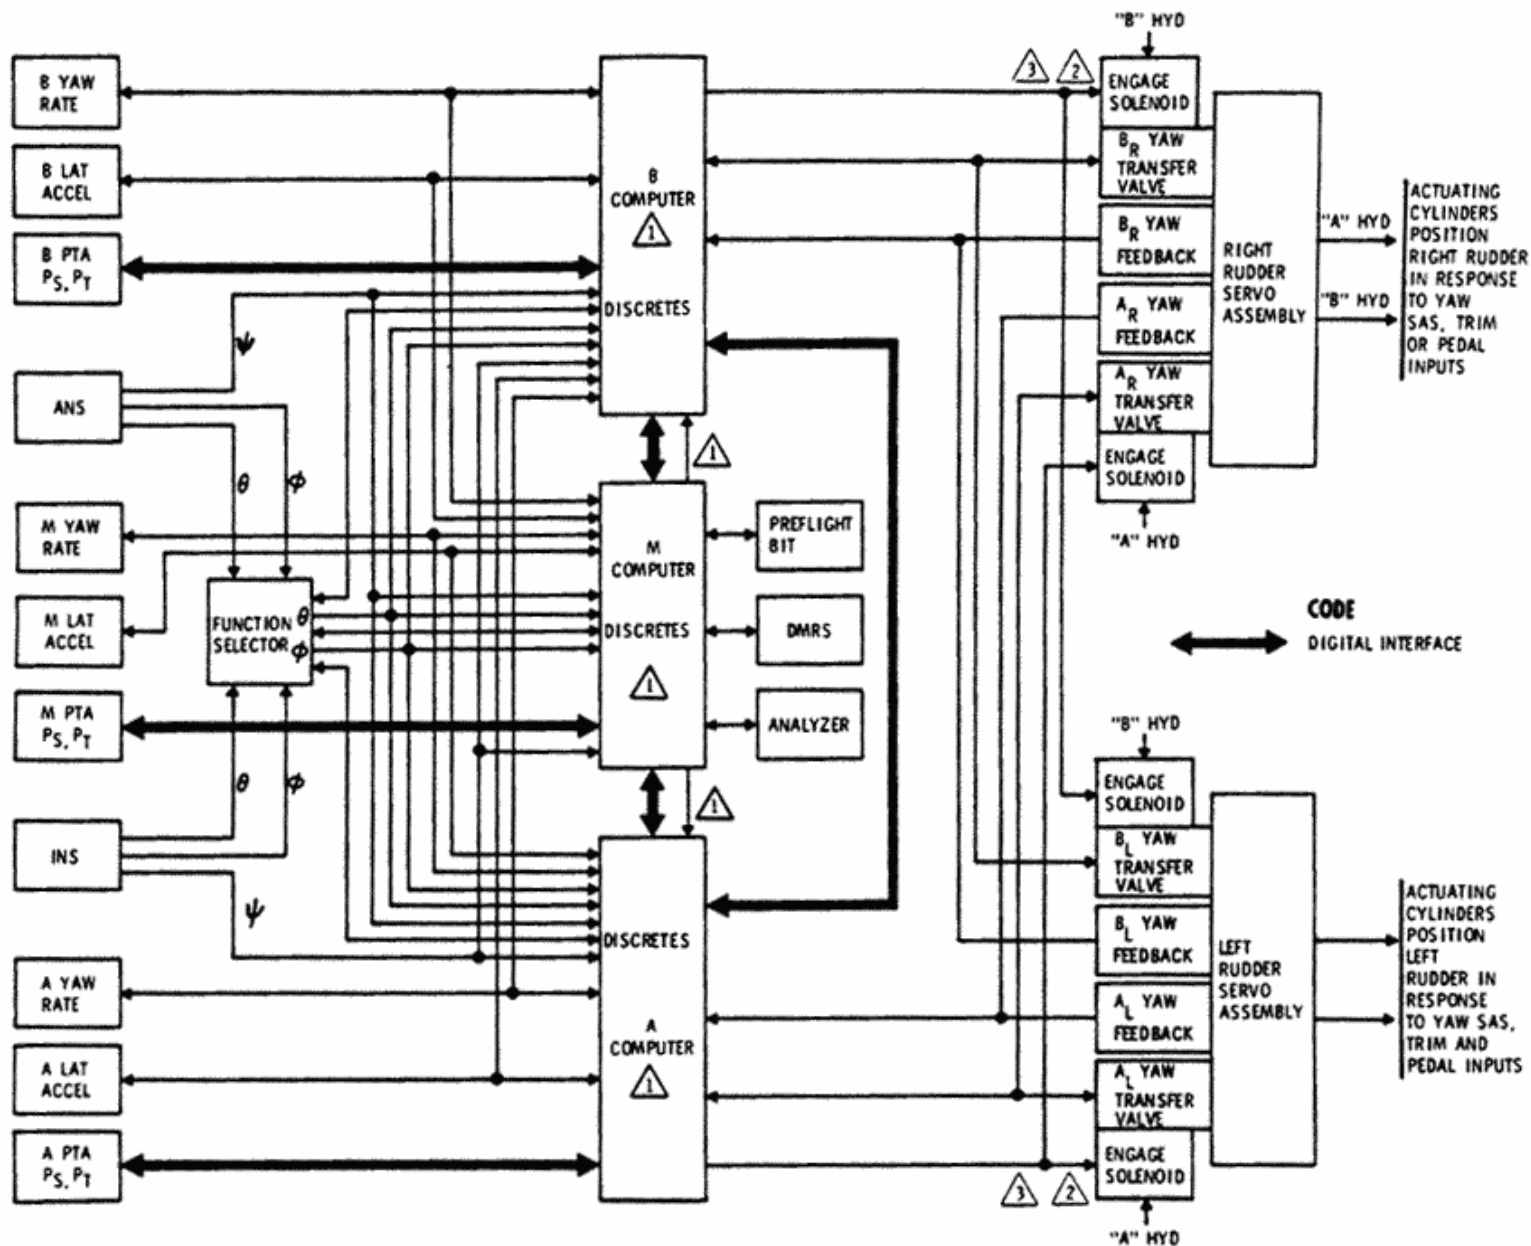 "B" HYD
B YAW
RATE
3
2
ENGAGE
SOLENOID
B LAT
ACCEL
B
COMPUTER
1
BR YAW
TRANSFER
VALVE
B PTA
PS, PT
BR YAW
FEEDBACK
RIGHT
RUDDER
SERVO
ASSEMBLY
"A" HYD
"B" HYD
ACTUATING
CYLINDERS
POSITION
RIGHT RUDDER
IN RESPONSE
TO YAW
SAS, TRIM
OR PEDAL
INPUTS
DISCRETES
AR YAW
FEEDBACK
ψ
ANS
AR YAW
TRANSFER
VALVE
ENGAGE
SOLENOID
"A" HYD
1
θ
ϕ
M YAW
RATE
M
COMPUTER
PREFLIGHT
BIT
M LAT
ACCEL
FUNCTION
SELECTOR
θ
ϕ
DISCRETES
DMRS
CODE
DIGITAL INTERFACE
1
M PTA
PS, PT
ANALYZER
"B" HYD
θ
ϕ
1
ENGAGE
SOLENOID
INS
BL YAW
TRANSFER
VALVE
ψ
DISCRETES
BL YAW
FEEDBACK
LEFT
RUDDER
SERVO
ASSEMBLY
ACTUATING
CYLINDERS
POSITION
LEFT
RUDDER IN
RESPONSE
TO YAW SAS,
TRIM AND
PEDAL INPUTS
A YAW
RATE
AL YAW
FEEDBACK
A
COMPUTER
1
A LAT
ACCEL
AL YAW
TRANSFER
VALVE
A PTA
PS, PT
ENGAGE
SOLENOID
3
2
"A" HYD